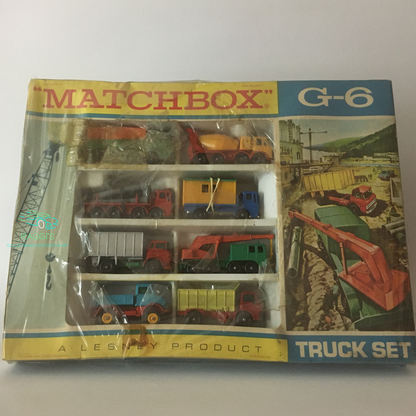 "MATCHBOX"
G-6
A LESNEY PRODUCT
TRUCK SET